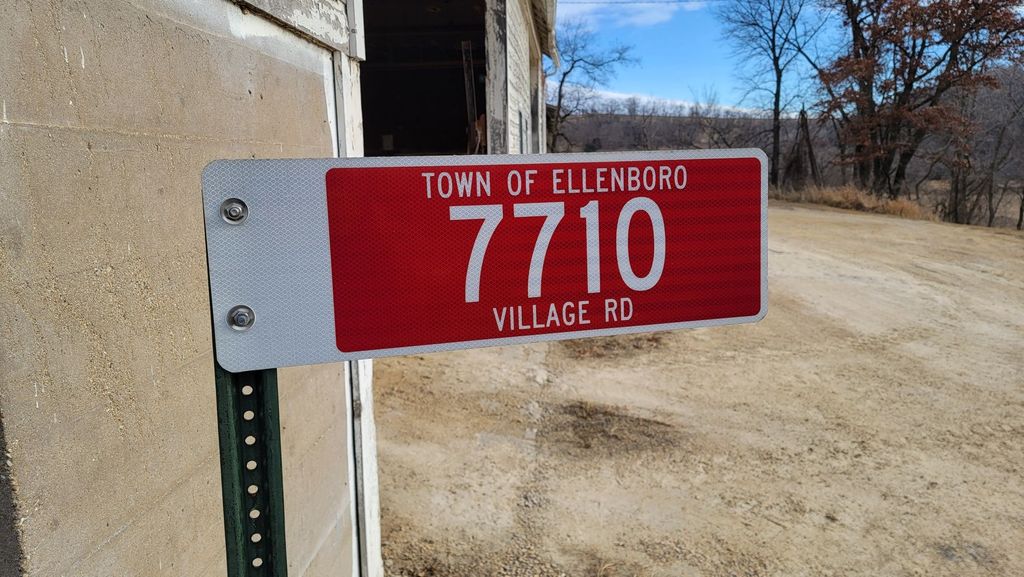 TOWN OF ELLENBORO
7710
VILLAGE RD